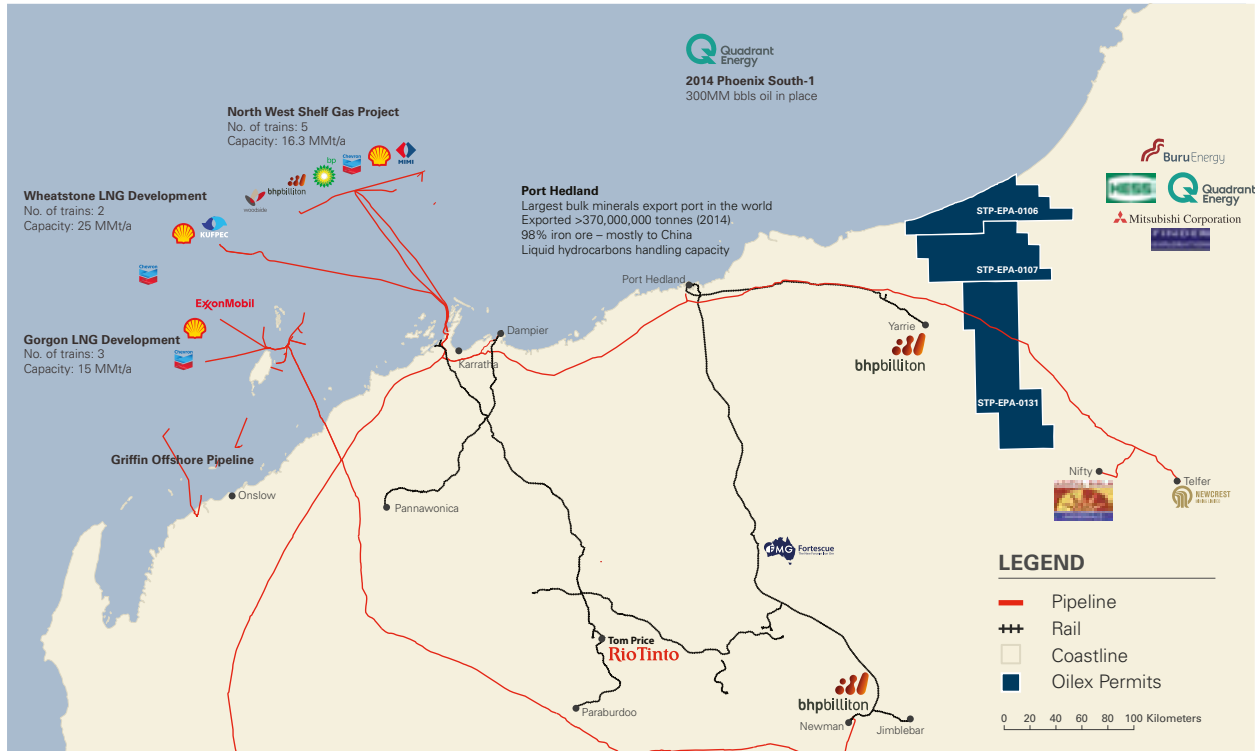 Quadrant
Energy
2014 Phoenix South-1
300MM bbls oil in place
North West Shelf Gas Project
No. of trains: 5
Capacity: 16.3 MMt/a
bp
Chevron
MIMI
bhpbilliton
woodside
Wheatstone LNG Development
No. of trains: 2
Capacity: 25 MMt/a
KUFPEC
Chevron
ExxonMobil
Gorgon LNG Development
No. of trains: 3
Capacity: 15 MMt/a
Chevron
Griffin Offshore Pipeline
Onslow
Port Hedland
Largest bulk minerals export port in the world
Exported >370,000,000 tonnes (2014)
98% iron ore – mostly to China
Liquid hydrocarbons handling capacity
Port Hedland
Dampier
Karratha
Pannawonica
Yarrie
bhpbilliton
BuruEnergy
HESS
Quadrant
Energy
Mitsubishi Corporation
FINDER
STP-EPA-0106
STP-EPA-0107
STP-EPA-0131
Nifty
Telfer
NEWCREST
FMG Fortescue
Tom Price
RioTinto
Paraburdoo
bhpbilliton
Newman
Jimblebar
LEGEND
Pipeline
Rail
Coastline
Oilex Permits
0 20 40 60 80 100 Kilometers